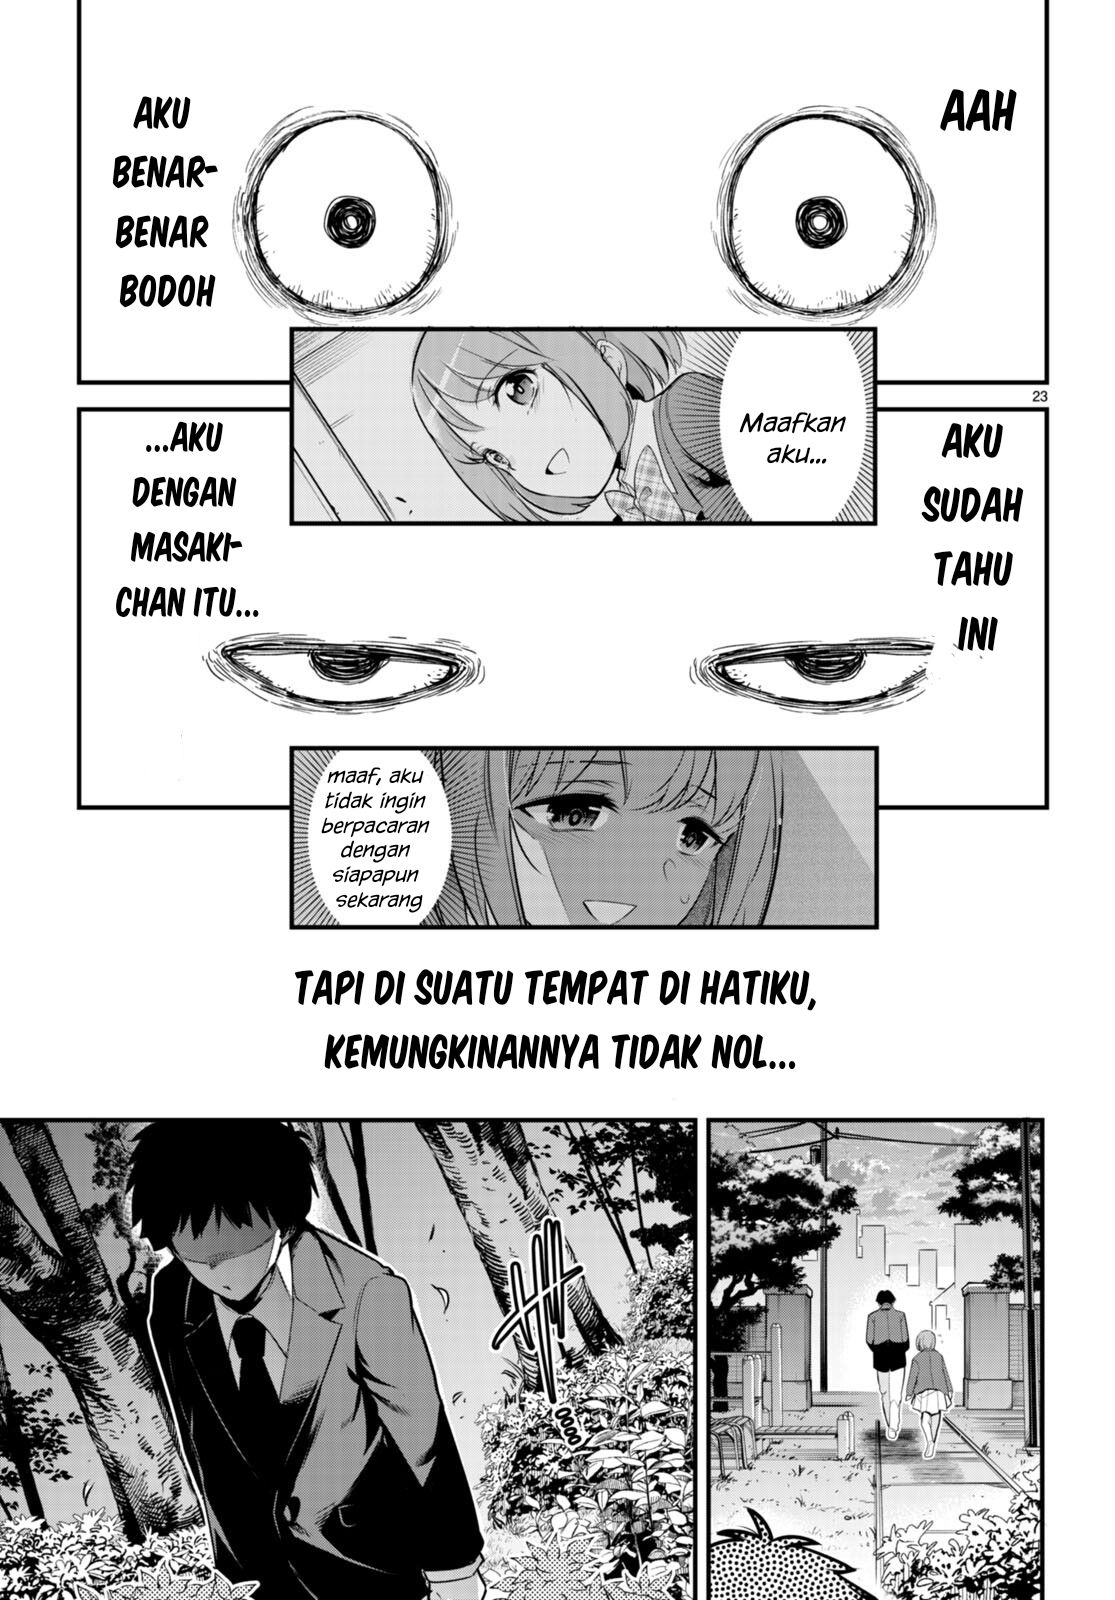 AAH
AKU
BENAR-
BENAR
BODOH
Maafkan
aku...
23
AKU
SUDAH
TAHU
INI
...AKU
DENGAN
MASAKI-
CHAN ITU...
maaf, aku
tidak ingin
berpacaran
dengan
siapapun
sekarang
TAPI DI SUATU TEMPAT DI HATIKU,
KEMUNGKINANNYA TIDAK NOL...